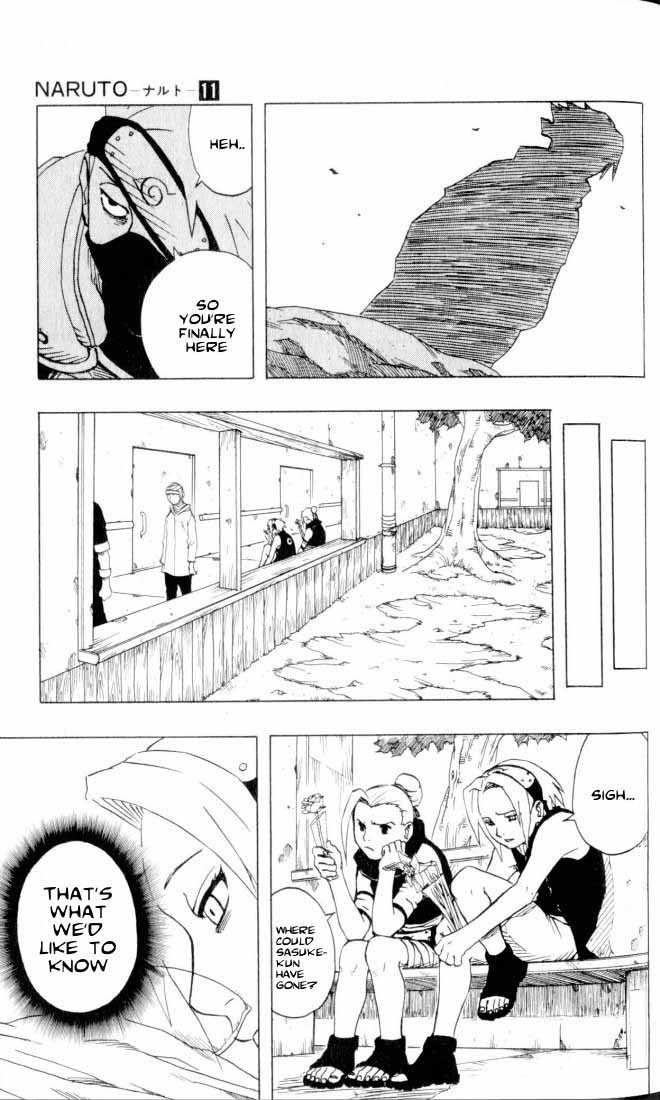 NARUTO—ナルト—11
HEH..
SO
YOU'RE
FINALLY
HERE
SIGH...
WHERE
COULD
SASUKE-
KUN
HAVE
GONE?
THAT'S
WHAT
WE'D
LIKE TO
KNOW